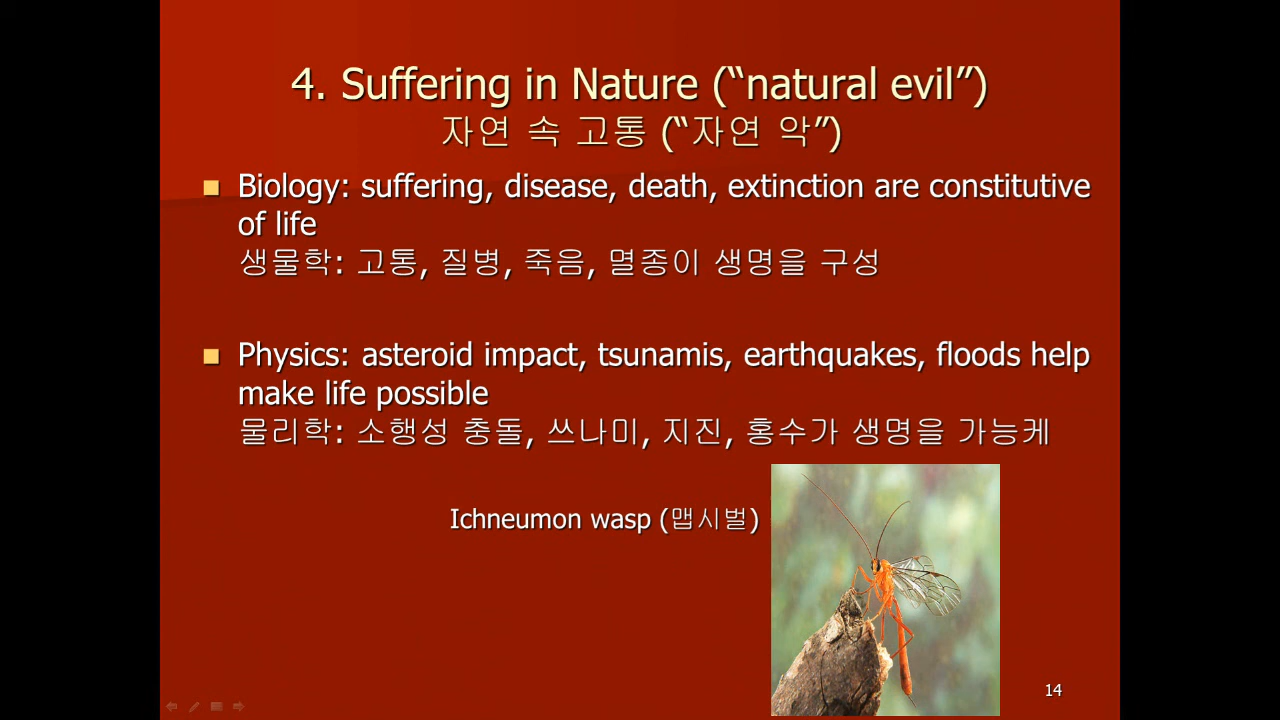 4. Suffering in Nature (“natural evil”)
자연 속 고통 (“자연 악”)
Biology: suffering, disease, death, extinction are constitutive
of life
생물학: 고통, 질병, 죽음, 멸종이 생명을 구성
Physics: asteroid impact, tsunamis, earthquakes, floods help
make life possible
물리학: 소행성 충돌, 쓰나미, 지진, 홍수가 생명을 가능케
Ichneumon wasp (맵시벌)
14